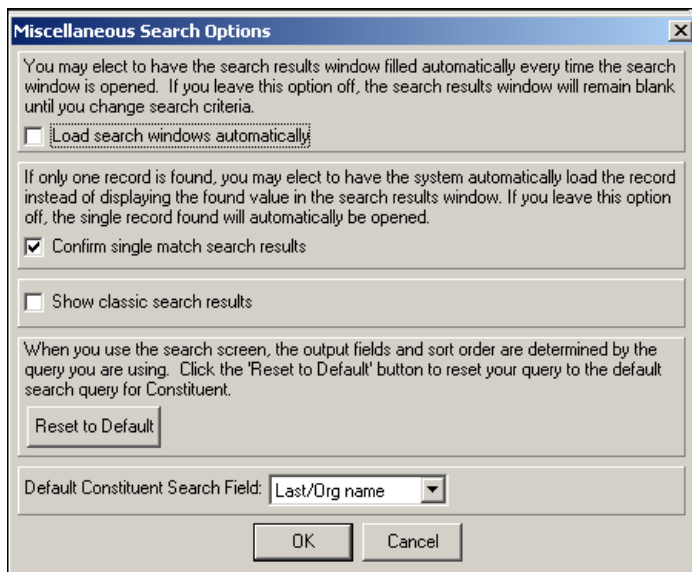 Miscellaneous Search Options
You may elect to have the search results window filled automatically every time the search
window is opened.  If you leave this option off, the search results window will remain blank
until you change search criteria.
Load search windows automatically
If only one record is found, you may elect to have the system automatically load the record
instead of displaying the found value in the search results window. If you leave this option
off, the single record found will automatically be opened.
Confirm single match search results
Show classic search results
When you use the search screen, the output fields and sort order are determined by the
query you are using.  Click the 'Reset to Default' button to reset your query to the default
search query for Constituent.
Reset to Default
Default Constituent Search Field: Last/Org name
OK Cancel